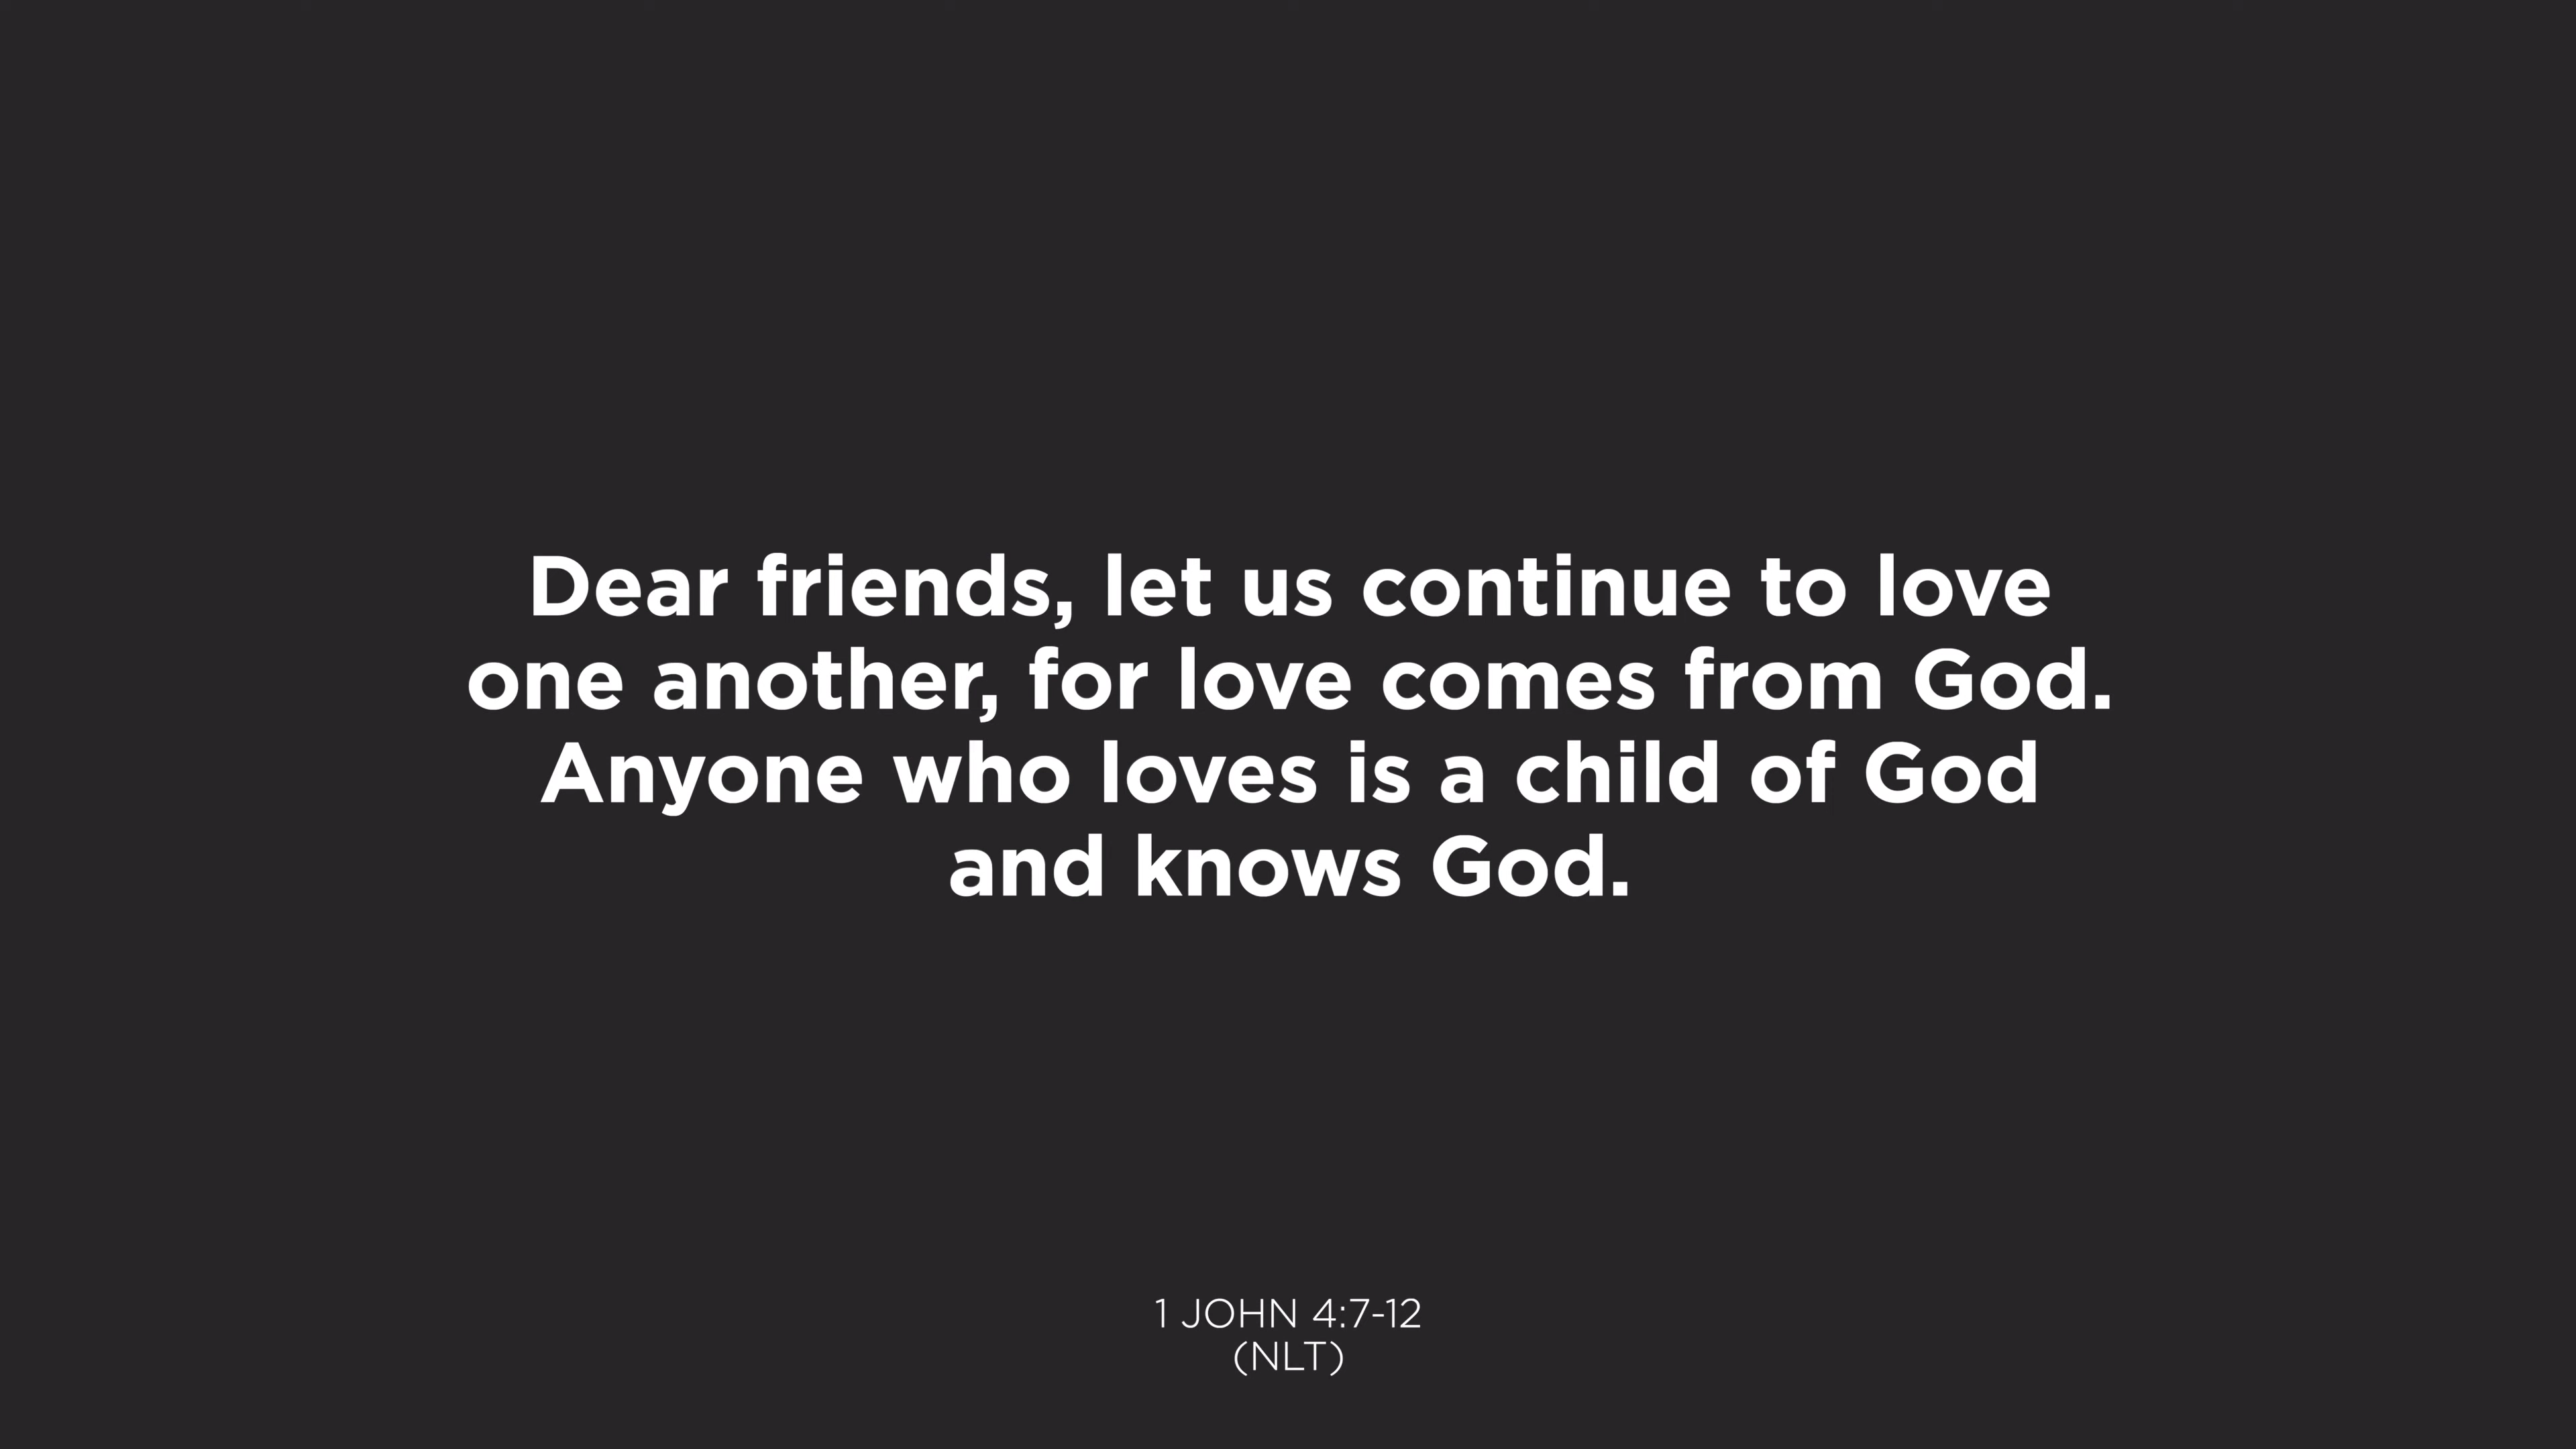 Dear friends, let us continue to love
one another, for love comes from God.
Anyone who loves is a child of God
and knows God.
1 JOHN 4:7-12
(NLT)